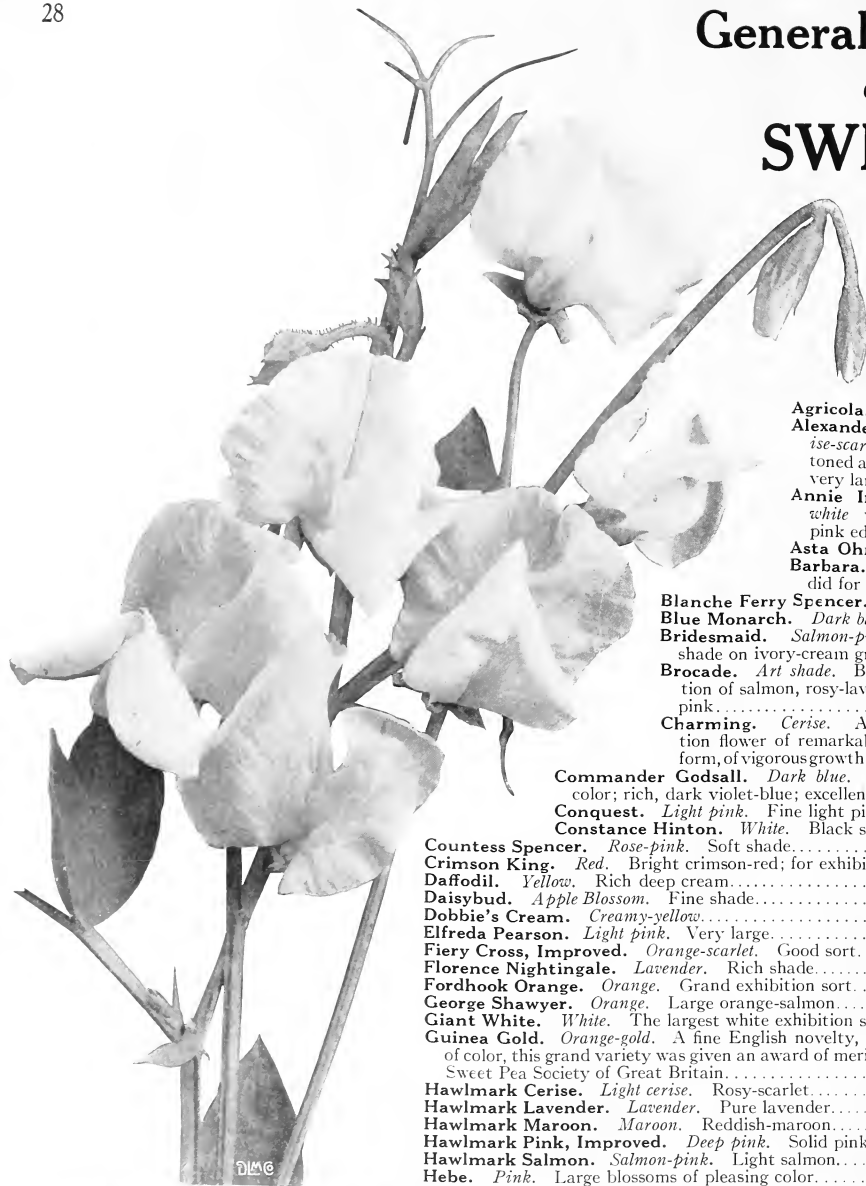 28
General
SWE
Agricola
Alexande
ise-scar
toned a
very la
Annie I
white
pink ed
Asta Oh
Barbara.
did for
Blanche Ferry Spencer.
Blue Monarch. Dark b
Bridesmaid. Salmon-p
shade on ivory-cream g
Brocade. Art shade. B
tion of salmon, rosy-lav
pink..................
Charming. Cerise. A
tion flower of remarka
form, of vigorous growth
Commander Godsall. Dark blue.
color; rich, dark violet-blue; excellen
Conquest. Light pink. Fine light pi
Constance Hinton. White. Black s
Countess Spencer. Rose-pink. Soft shade.........
Crimson King. Red. Bright crimson-red; for exhibi
Daffodil. Yellow. Rich deep cream.................
Daisybud. Apple Blossom. Fine shade..............
Dobbie's Cream. Creamy-yellow....................
Elfreda Pearson. Light pink. Very large............
Fiery Cross, Improved. Orange-scarlet. Good sort.
Florence Nightingale. Lavender. Rich shade.......
Fordhook Orange. Orange. Grand exhibition sort...
George Shawyer. Orange. Large orange-salmon....
Giant White. White. The largest white exhibition s
Guinea Gold. Orange-gold. A fine English novelty,
of color, this grand variety was given an award of meri
Sweet Pea Society of Great Britain..................
Hawlmark Cerise. Light cerise. Rosy-scarlet.......
Hawlmark Lavender. Lavender. Pure lavender.....
Hawlmark Maroon. Maroon. Reddish-maroon.....
Hawlmark Pink, Improved. Deep pink. Solid pink
Hawlmark Salmon. Salmon-pink. Light salmon....
Hebe. Pink. Large blossoms of pleasing color.......
DLMCo